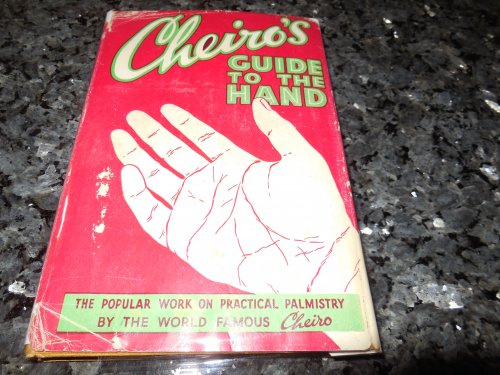 Cheiro's
GUIDE
TO THE
HAND
THE POPULAR WORK ON PRACTICAL PALMISTRY
BY THE WORLD FAMOUS Cheiro